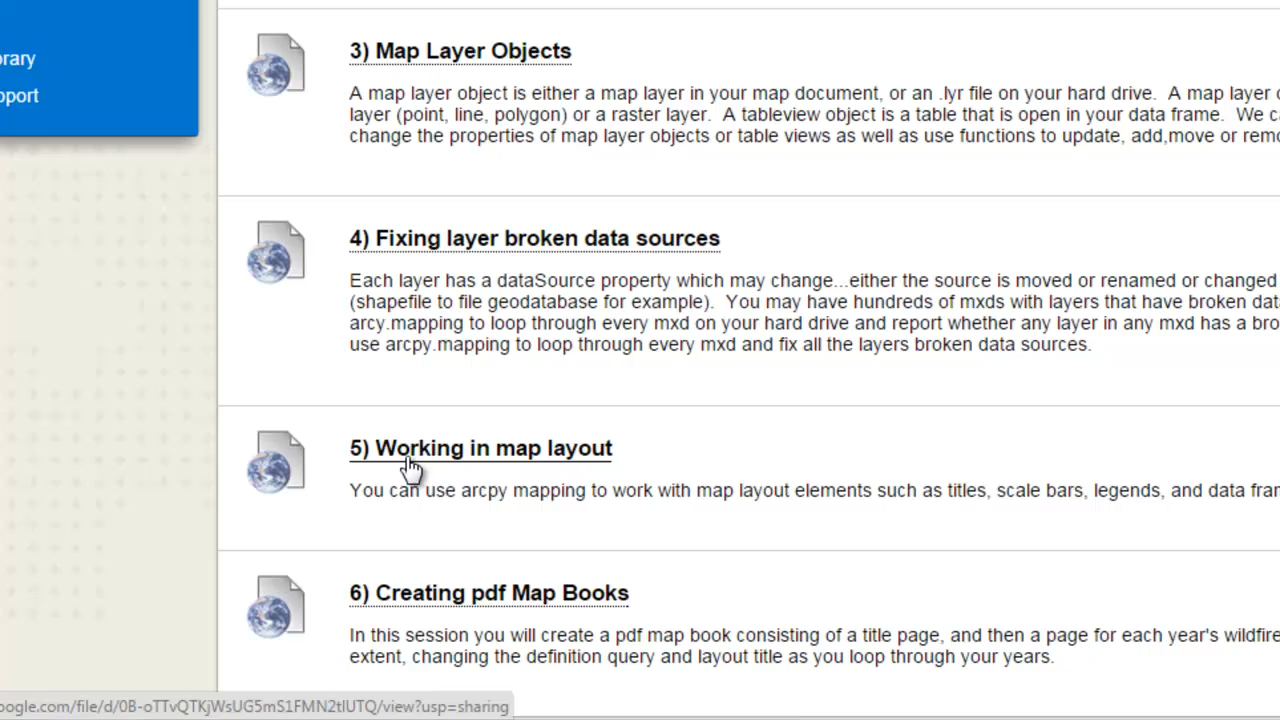 rary
pport
3) Map Layer Objects
A map layer object is either a map layer in your map document, or an .lyr file on your hard drive. A map layer
layer (point, line, polygon) or a raster layer. A tableview object is a table that is open in your data frame. We
change the properties of map layer objects or table views as well as use functions to update, add,move or
4) Fixing layer broken data sources
Each layer has a dataSource property which may change...either the source is moved or renamed or changed
(shapefile to file geodatabase for example). You may have hundreds of mxds with layers that have broken
arcy.mapping to loop through every mxd on your hard drive and report whether any layer in any mxd has a
use arcpy.mapping to loop through every mxd and fix all the layers broken data sources.
5) Working in map layout
You can use arcpy mapping to work with map layout elements such as titles, scale bars, legends, and data
6) Creating pdf Map Books
In this session you will create a pdf map book consisting of a title page, and then a page for each year's wildfire
extent, changing the definition query and layout title as you loop through your years.
oogle.com/file/d/0B-oTTvQTKjWsUG5mS1FMN2tlUTQ/view?usp=sharing